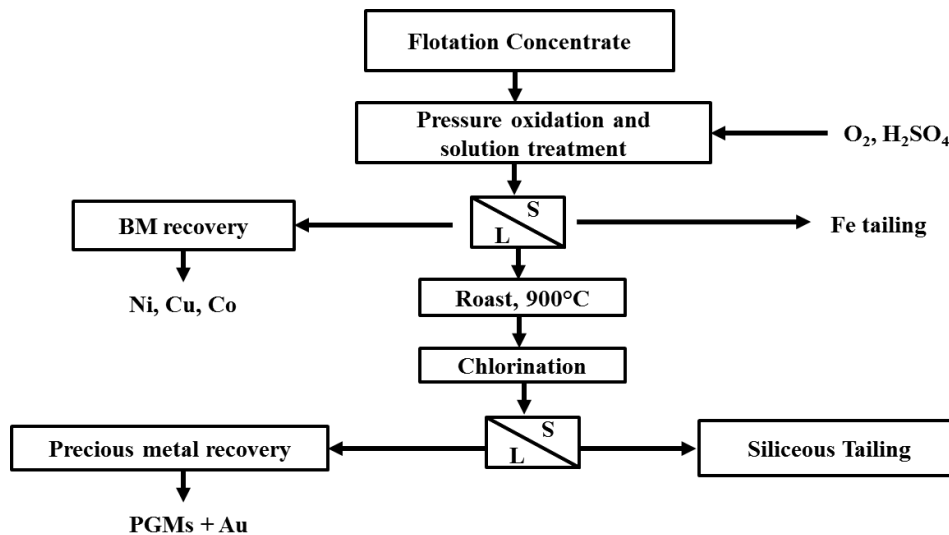 Flotation Concentrate
Pressure oxidation and
solution treatment
O₂, H₂SO₄
S
L
BM recovery
Fe tailing
Ni, Cu, Co
Roast, 900°C
Chlorination
S
L
Precious metal recovery
Siliceous Tailing
PGMs + Au